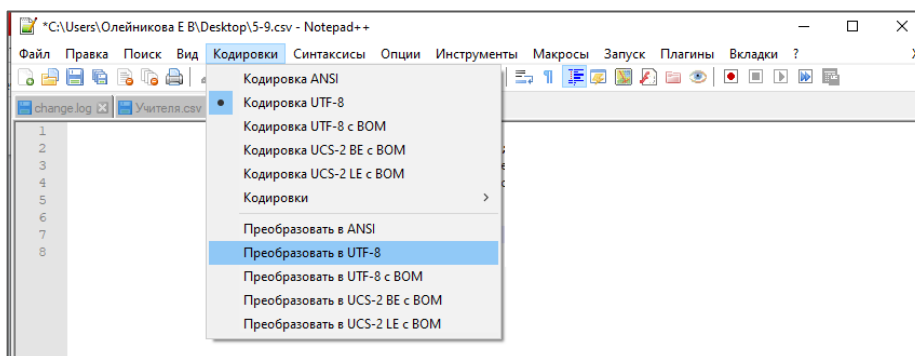 *C:\Users\Олейникова Е В\Desktop\5-9.csv - Notepad++
Файл Правка Поиск Вид Кодировки Синтаксисы Опции Инструменты Макросы Запуск Плагины Вкладки ?
change.log Учителя.csv
Кодировка ANSI
Кодировка UTF-8
Кодировка UTF-8 с BOM
Кодировка UCS-2 BE с BOM
Кодировка UCS-2 LE с BOM
Кодировки
Преобразовать в ANSI
Преобразовать в UTF-8
Преобразовать в UTF-8 с BOM
Преобразовать в UCS-2 BE с BOM
Преобразовать в UCS-2 LE с BOM
1
2
3
4
5
6
7
8